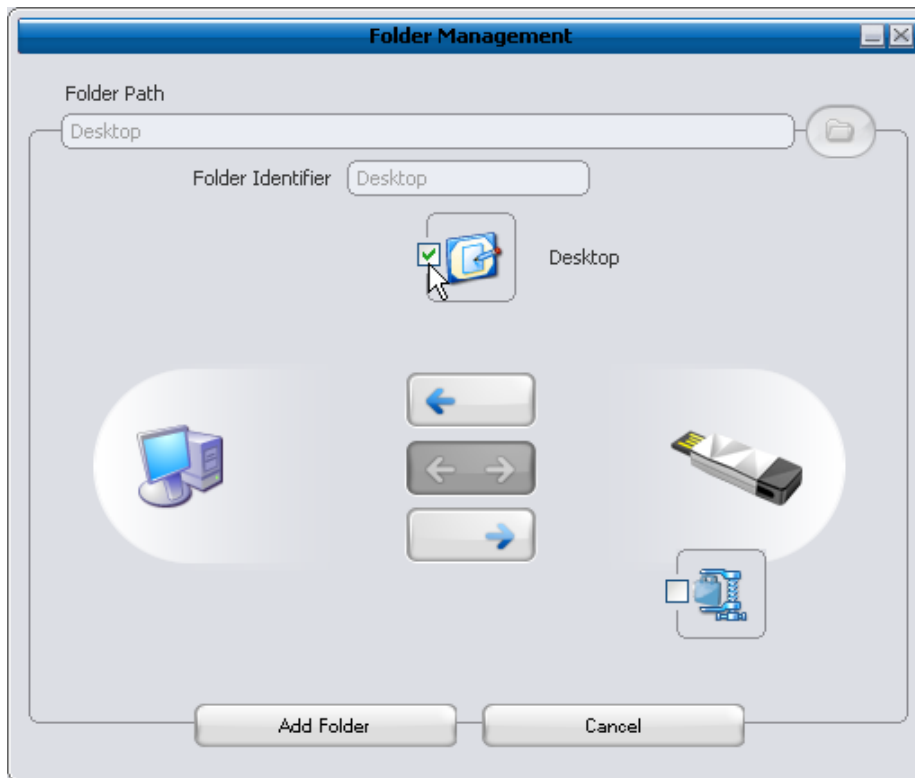 Folder Management
Folder Path
Desktop
Folder Identifier Desktop
Desktop
Add Folder Cancel